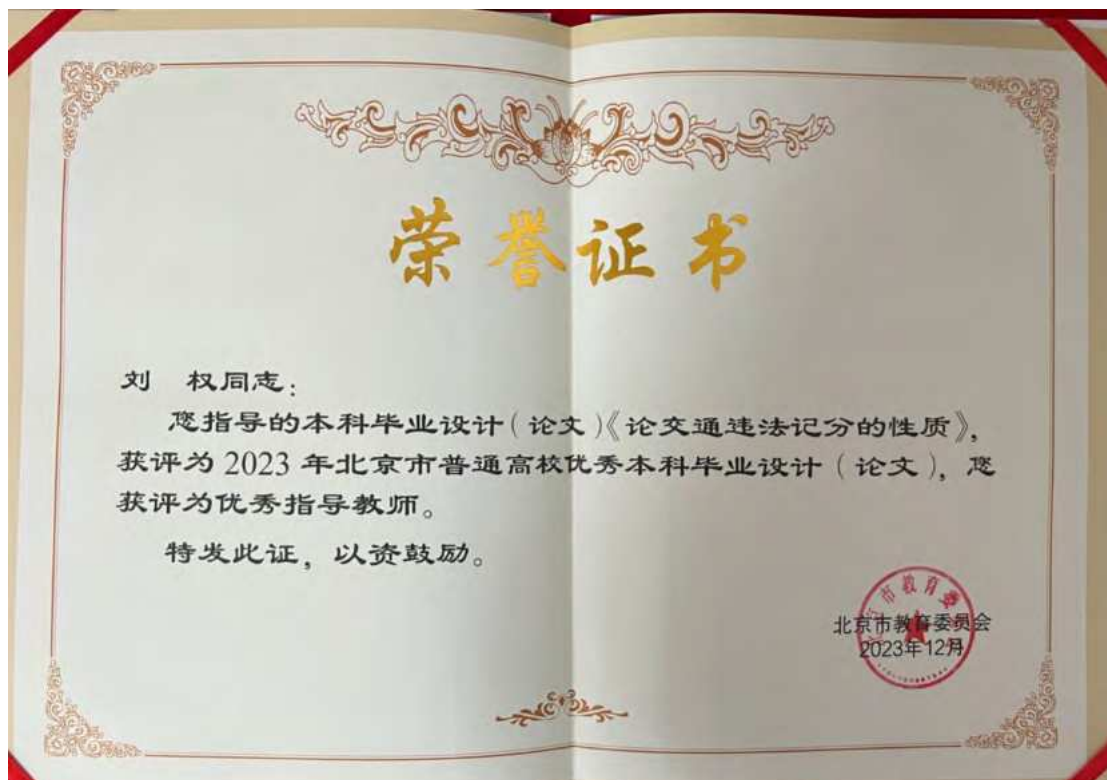 荣誉证书
刘 权同志：
您指导的本科毕业设计（论文）《论交通违法记分的性质》，
获评为 2023 年北京市普通高校优秀本科毕业设计（论文），您
获评为优秀指导教师。
特发此证，以资鼓励。
北京市教育委员会
2023年12月